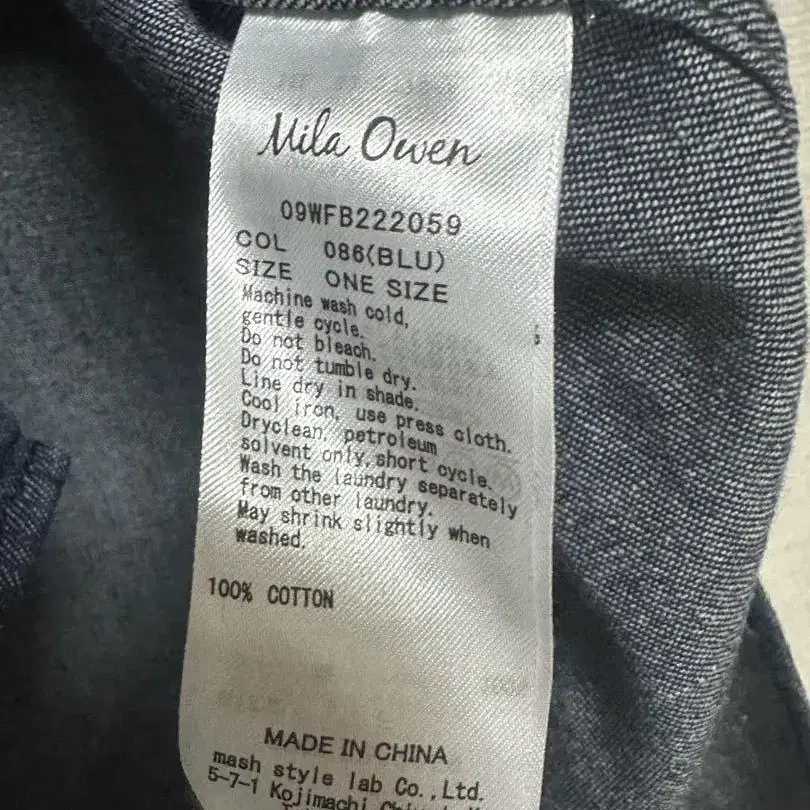 Mila Owen
09WFB222059
COL 086(BLU)
SIZE ONE SIZE
Machine wash cold,
gentle cycle.
Do not bleach.
Do not tumble dry.
Line dry in shade.
Cool iron, use press cloth.
Dryclean, petroleum
solvent only,short cycle.
Wash the laundry separately
from other laundry.
May shrink slightly when
washed.
100% COTTON
MADE IN CHINA
mash style lab Co.,Ltd.
5-7-1 Kojimachi